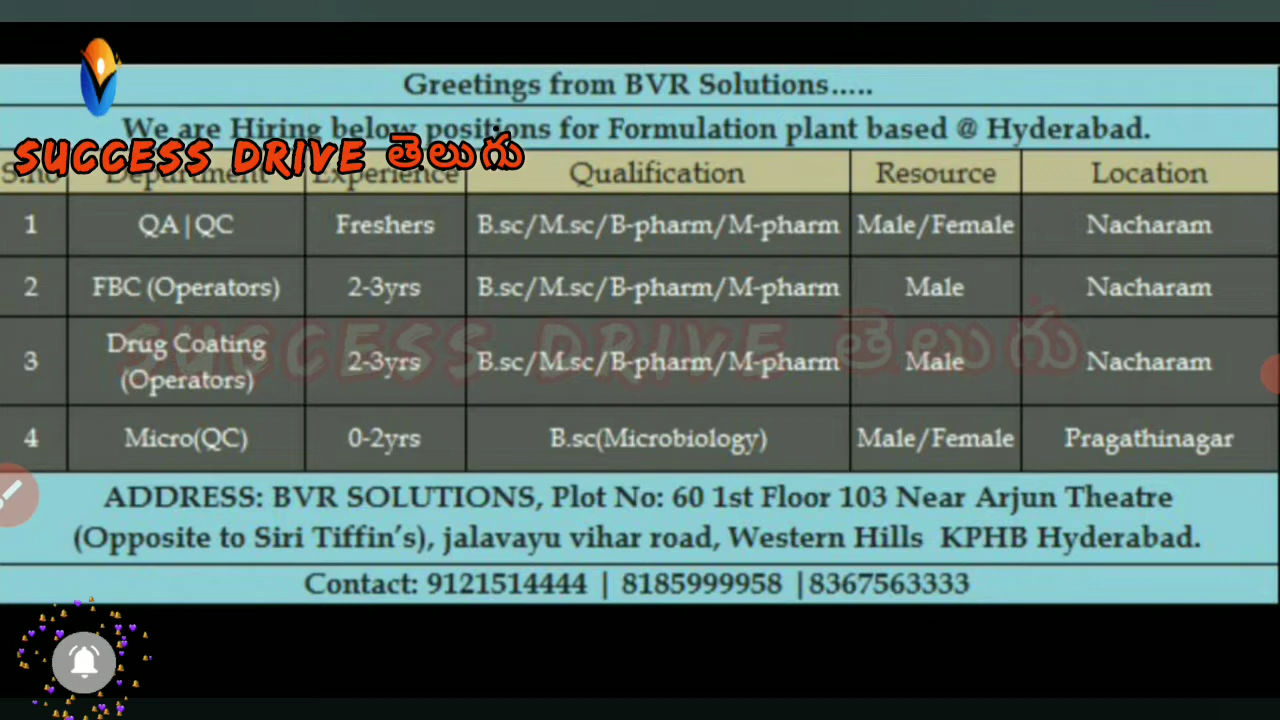 Greetings from BVR Solutions.....
We are Hiring below positions for Formulation plant based @ Hyderabad.
SUCCESS DRIVE తెలుగు
S.no Department Experience Qualification Resource Location
1 QA|QC Freshers B.sc/M.sc/B-pharm/M-pharm Male/Female Nacharam
2 FBC (Operators) 2-3yrs B.sc/M.sc/B-pharm/M-pharm Male Nacharam
SUCCESS DRIVE తెలుగు
3 Drug Coating (Operators) 2-3yrs B.sc/M.sc/B-pharm/M-pharm Male Nacharam
4 Micro(QC) 0-2yrs B.sc(Microbiology) Male/Female Pragathinagar
ADDRESS: BVR SOLUTIONS, Plot No: 60 1st Floor 103 Near Arjun Theatre
(Opposite to Siri Tiffin's), jalavayu vihar road, Western Hills KPHB Hyderabad.
Contact: 9121514444 | 8185999958 |8367563333